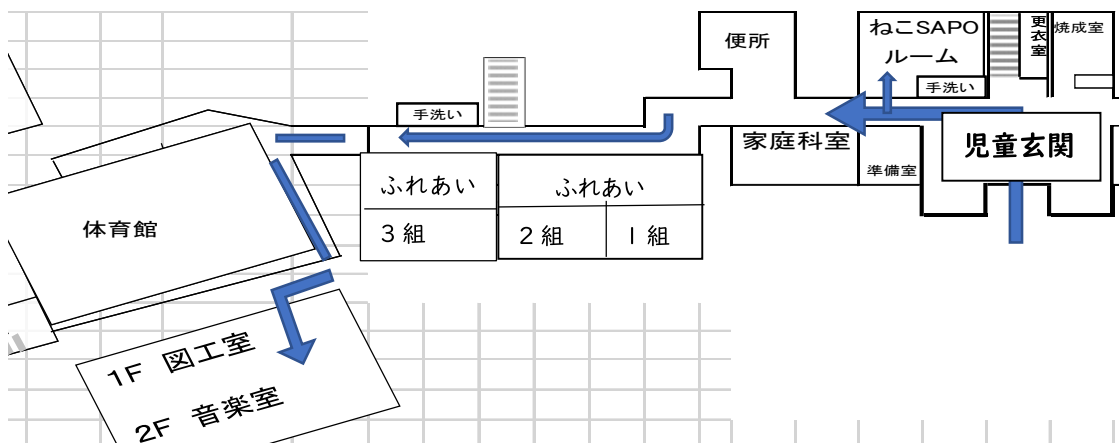 便所
ねこSAPO
ルーム
更衣室
焼成室
手洗い
手洗い
家庭科室
準備室
児童玄関
ふれあい
3組
ふれあい
2組
1組
体育館
1F 図工室
2F 音楽室